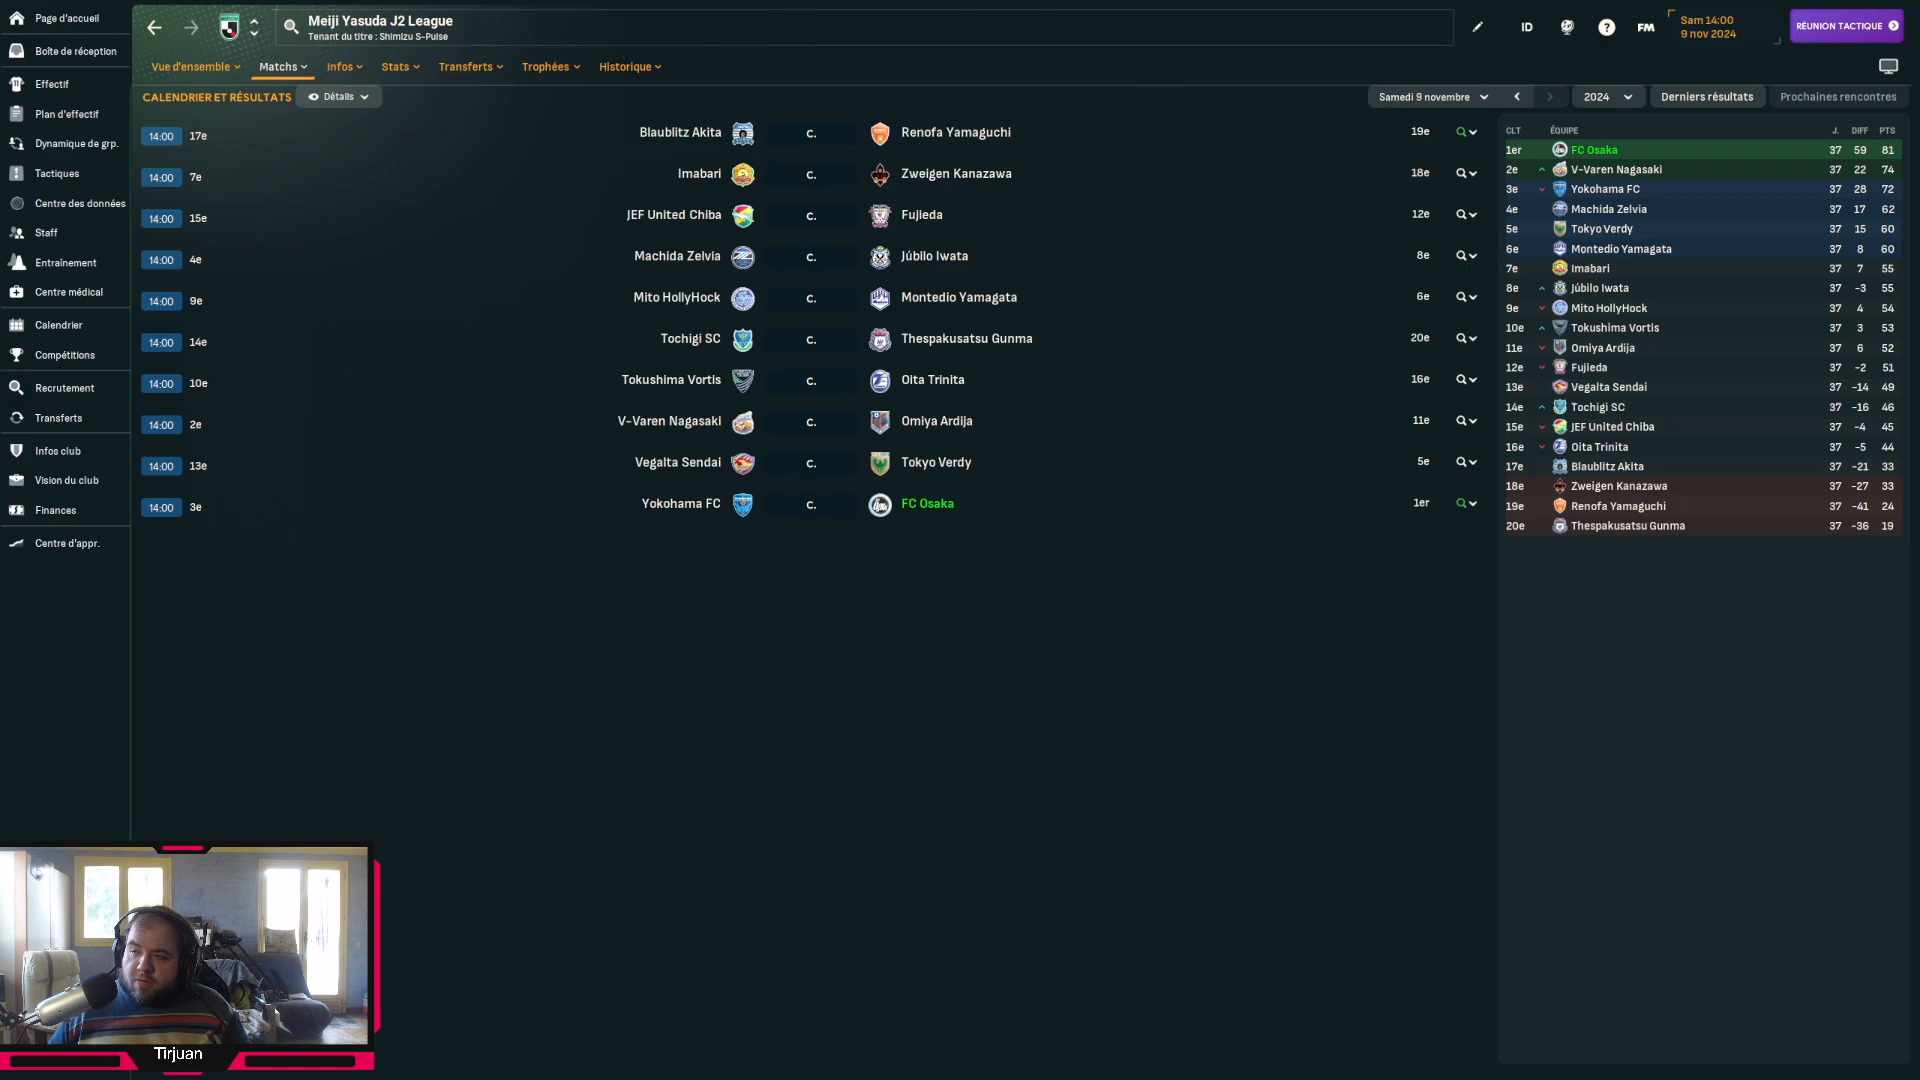 Page d'accueil
Boîte de réception
Effectif
Plan d'effectif
Dynamique de grp.
Tactiques
Centre des données
Staff
Entraînement
Centre médical
Calendrier
Compétitions
Recrutement
Transferts
Infos club
Vision du club
Finances
Centre d'appr.
Meiji Yasuda J2 League
Tenant du titre : Shimizu S-Pulse
ID
FM
Sam 14:00
9 nov 2024
RÉUNION TACTIQUE
Vue d'ensemble Matchs Infos Stats Transferts Trophées Historique
CALENDRIER ET RÉSULTATS Détails
Samedi 9 novembre 2024 Derniers résultats Prochaines rencontres
14:00 17e Blaublitz Akita c. Renofa Yamaguchi 19e
14:00 7e Imabari c. Zweigen Kanazawa 18e
14:00 15e JEF United Chiba c. Fujieda 12e
14:00 4e Machida Zelvia c. Júbilo Iwata 8e
14:00 9e Mito HollyHock c. Montedio Yamagata 6e
14:00 14e Tochigi SC c. Thespakusatsu Gunma 20e
14:00 10e Tokushima Vortis c. Oita Trinita 16e
14:00 2e V-Varen Nagasaki c. Omiya Ardija 11e
14:00 13e Vegalta Sendai c. Tokyo Verdy 5e
14:00 3e Yokohama FC c. FC Osaka 1er
CLT ÉQUIPE J. DIFF PTS
1er FC Osaka 37 59 81
2e V-Varen Nagasaki 37 22 74
3e Yokohama FC 37 28 72
4e Machida Zelvia 37 17 62
5e Tokyo Verdy 37 15 60
6e Montedio Yamagata 37 8 60
7e Imabari 37 7 55
8e Júbilo Iwata 37 -3 55
9e Mito HollyHock 37 4 54
10e Tokushima Vortis 37 3 53
11e Omiya Ardija 37 6 52
12e Fujieda 37 -2 51
13e Vegalta Sendai 37 -14 49
14e Tochigi SC 37 -16 46
15e JEF United Chiba 37 -4 45
16e Oita Trinita 37 -5 44
17e Blaublitz Akita 37 -21 33
18e Zweigen Kanazawa 37 -27 33
19e Renofa Yamaguchi 37 -41 24
20e Thespakusatsu Gunma 37 -36 19
Tirjuan